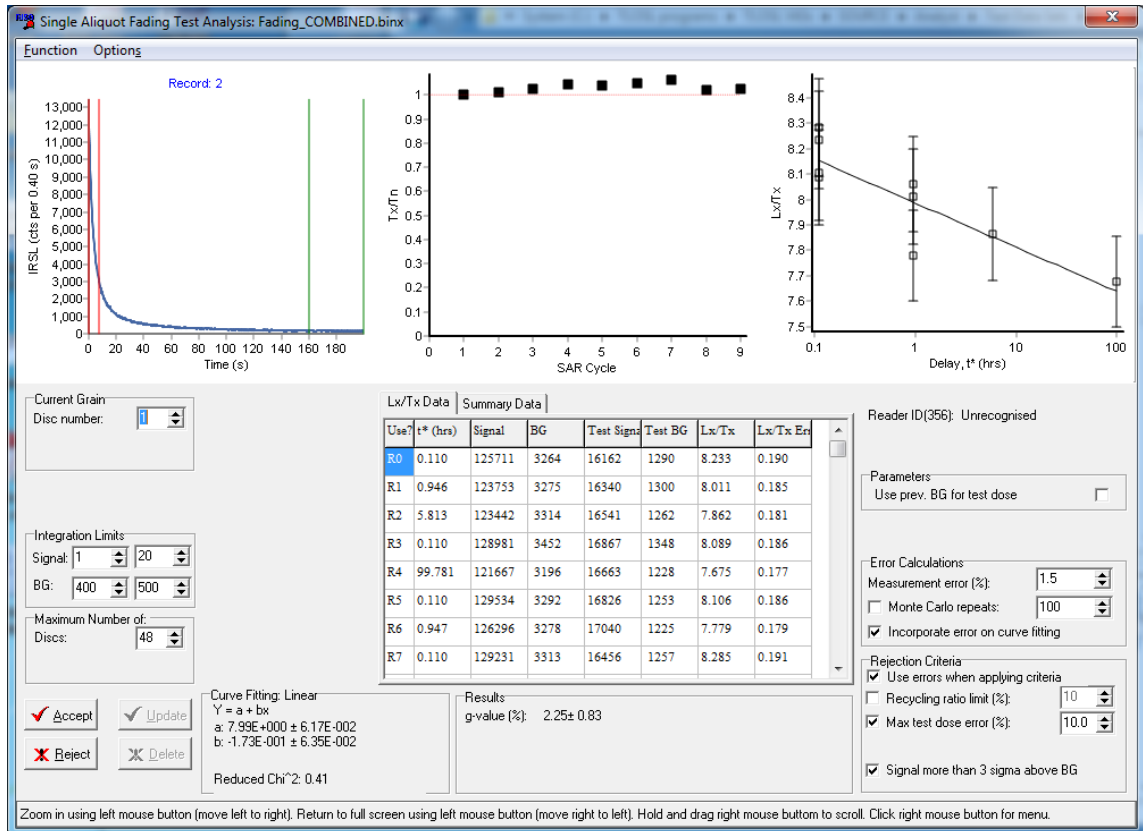 Single Aliquot Fading Test Analysis: Fading_COMBINED.binx
Function Options
Record: 2
IRSL (cts per 0.40 s)
13,000
12,000
11,000
10,000
9,000
8,000
7,000
6,000
5,000
4,000
3,000
2,000
1,000
0
0 20 40 60 80 100 120 140 160 180
Time (s)
Tx/Tn
1
0.9
0.8
0.7
0.6
0.5
0.4
0.3
0.2
0.1
0
0 1 2 3 4 5 6 7 8 9
SAR Cycle
Lx/Tx
8.4
8.3
8.2
8.1
8
7.9
7.8
7.7
7.6
7.5
0.1 1 10 100
Delay, t* (hrs)
Current Grain
Disc number: 1
Integration Limits
Signal: 1 20
BG: 400 500
Maximum Number of:
Discs: 48
Accept Update
Reject Delete
Lx/Tx Data Summary Data
Use? t* (hrs) Signal BG Test Signa Test BG Lx/Tx Lx/Tx Err
R0 0.110 125711 3264 16162 1290 8.233 0.190
R1 0.946 123753 3275 16340 1300 8.011 0.185
R2 5.813 123442 3314 16541 1262 7.862 0.181
R3 0.110 128981 3452 16867 1348 8.089 0.186
R4 99.781 121667 3196 16663 1228 7.675 0.177
R5 0.110 129534 3292 16826 1253 8.106 0.186
R6 0.947 126296 3278 17040 1225 7.779 0.179
R7 0.110 129231 3313 16456 1257 8.285 0.191
Curve Fitting: Linear
Y = a + bx
a: 7.99E+000 ± 6.17E-002
b: -1.73E-001 ± 6.35E-002
Reduced Chi^2: 0.41
Results
g-value (%): 2.25± 0.83
Reader ID(356): Unrecognised
Parameters
Use prev. BG for test dose
Error Calculations
Measurement error (%): 1.5
Monte Carlo repeats: 100
Incorporate error on curve fitting
Rejection Criteria
Use errors when applying criteria
Recycling ratio limit (%): 10
Max test dose error (%): 10.0
Signal more than 3 sigma above BG
Zoom in using left mouse button (move left to right). Return to full screen using left mouse button (move right to left). Hold and drag right mouse buttom to scroll. Click right mouse button for menu.